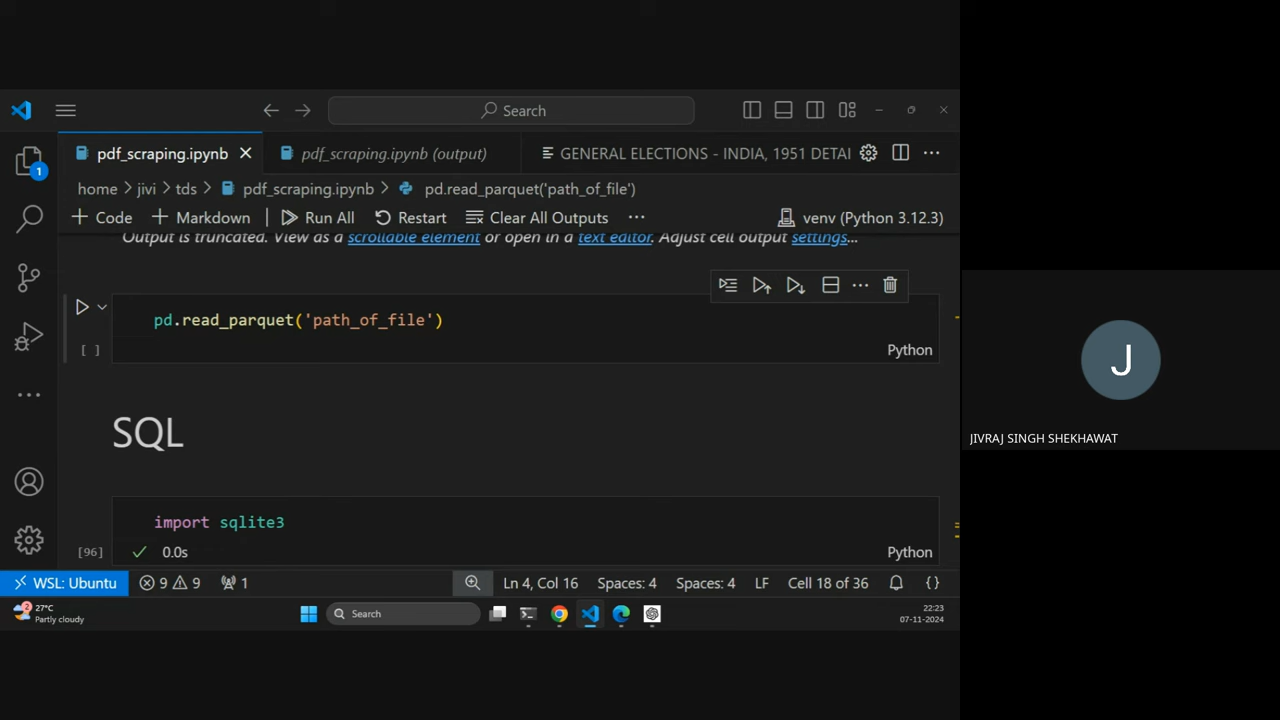 Search
pdf_scraping.ipynb
pdf_scraping.ipynb (output)
GENERAL ELECTIONS - INDIA, 1951 DETAI
home > jivi > tds > pdf_scraping.ipynb > pd.read_parquet('path_of_file')
+ Code + Markdown | Run All Restart Clear All Outputs ... venv (Python 3.12.3)
Output is truncated. View as a scrollable element or open in a text editor. Adjust cell output settings...
pd.read_parquet('path_of_file')
[ ]
Python
SQL
import sqlite3
[96] 0.0s Python
JIVRAJ SINGH SHEKHAWAT
J
1
WSL: Ubuntu 9 9 1 Ln 4, Col 16 Spaces: 4 Spaces: 4 LF Cell 18 of 36 {}
2
27°C
Partly cloudy
Search
22:23
07-11-2024